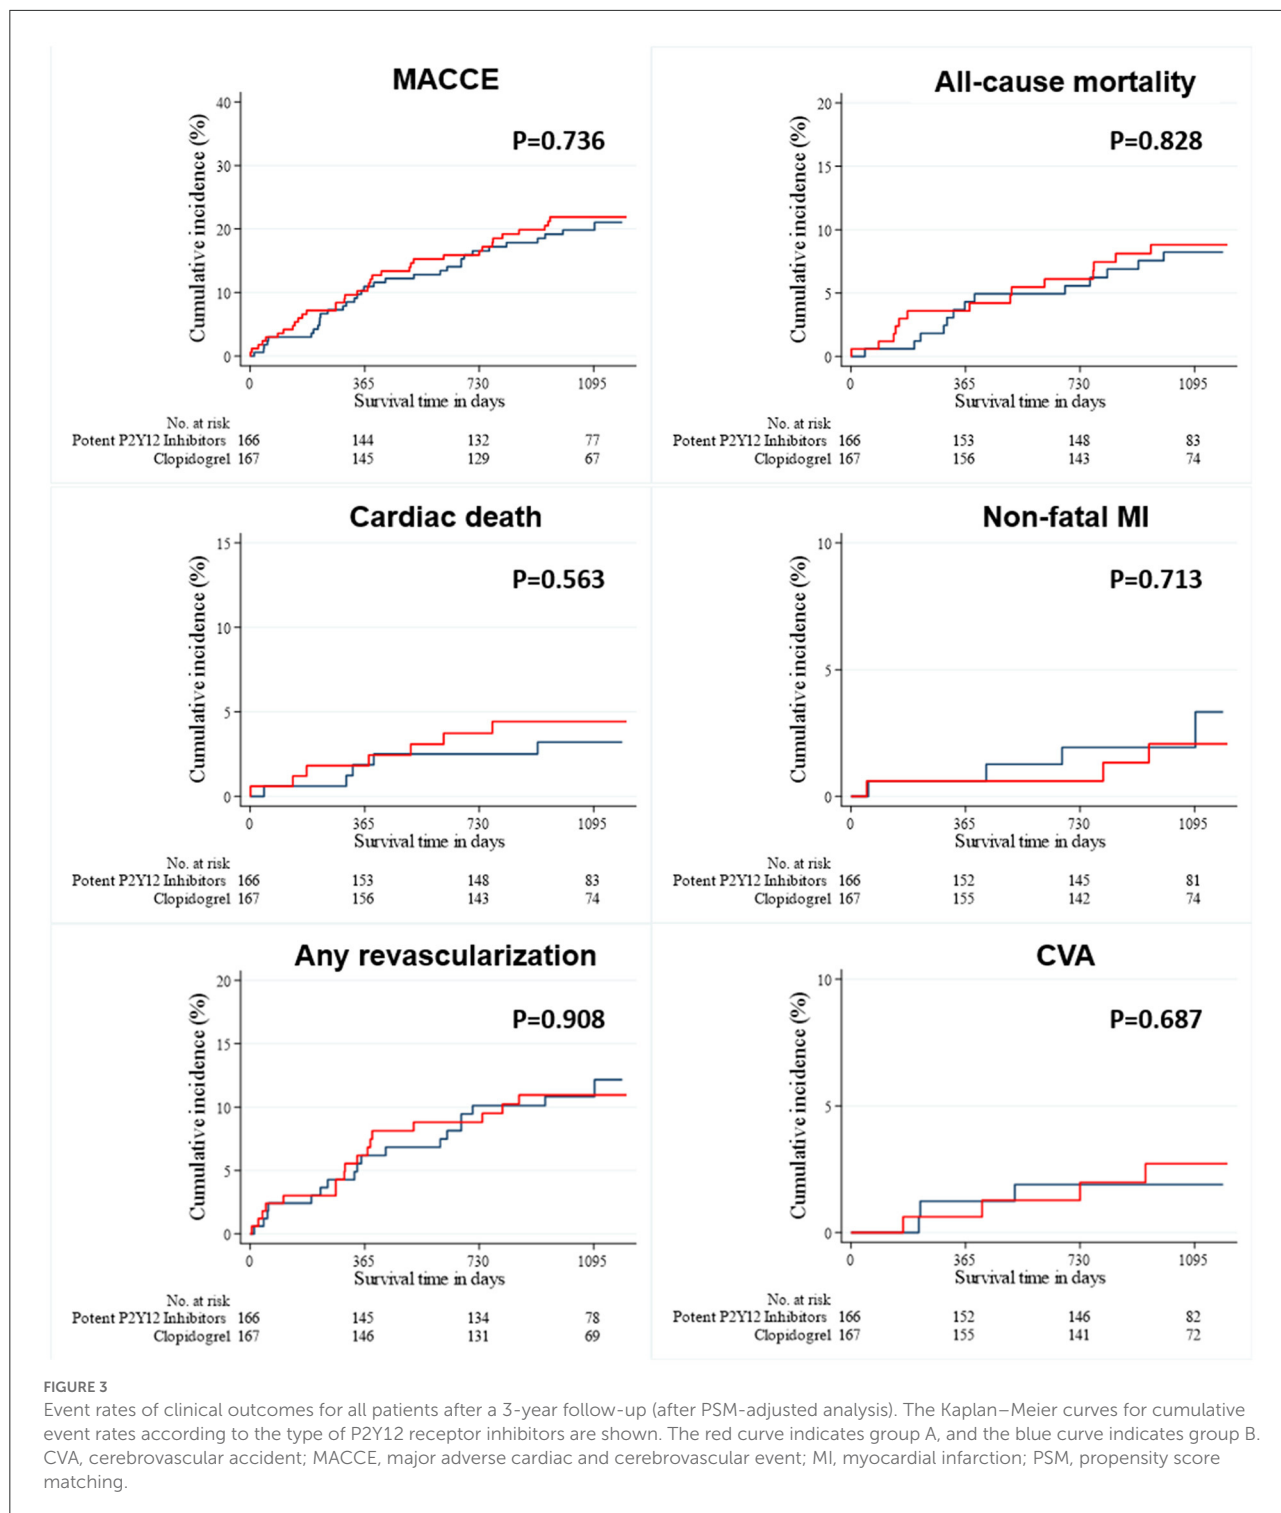 MACCE
P=0.736
Cumulative incidence (%)
40
30
20
10
0
0 365 730 1095
Survival time in days
No. at risk
Potent P2Y12 Inhibitors 166 144 132 77
Clopidogrel 167 145 129 67
All-cause mortality
P=0.828
Cumulative incidence (%)
20
15
10
5
0
0 365 730 1095
Survival time in days
No. at risk
Potent P2Y12 Inhibitors 166 153 148 83
Clopidogrel 167 156 143 74
Cardiac death
P=0.563
Cumulative incidence (%)
15
10
5
0
0 365 730 1095
Survival time in days
No. at risk
Potent P2Y12 Inhibitors 166 153 148 83
Clopidogrel 167 156 143 74
Non-fatal MI
P=0.713
Cumulative incidence (%)
10
5
0
0 365 730 1095
Survival time in days
No. at risk
Potent P2Y12 Inhibitors 166 152 145 81
Clopidogrel 167 155 142 74
Any revascularization
P=0.908
Cumulative incidence (%)
20
15
10
5
0
0 365 730 1095
Survival time in days
No. at risk
Potent P2Y12 Inhibitors 166 145 134 78
Clopidogrel 167 146 131 69
CVA
P=0.687
Cumulative incidence (%)
10
5
0
0 365 730 1095
Survival time in days
No. at risk
Potent P2Y12 Inhibitors 166 152 146 82
Clopidogrel 167 155 141 72
FIGURE 3
Event rates of clinical outcomes for all patients after a 3-year follow-up (after PSM-adjusted analysis). The Kaplan–Meier curves for cumulative
event rates according to the type of P2Y12 receptor inhibitors are shown. The red curve indicates group A, and the blue curve indicates group B.
CVA, cerebrovascular accident; MACCE, major adverse cardiac and cerebrovascular event; MI, myocardial infarction; PSM, propensity score
matching.